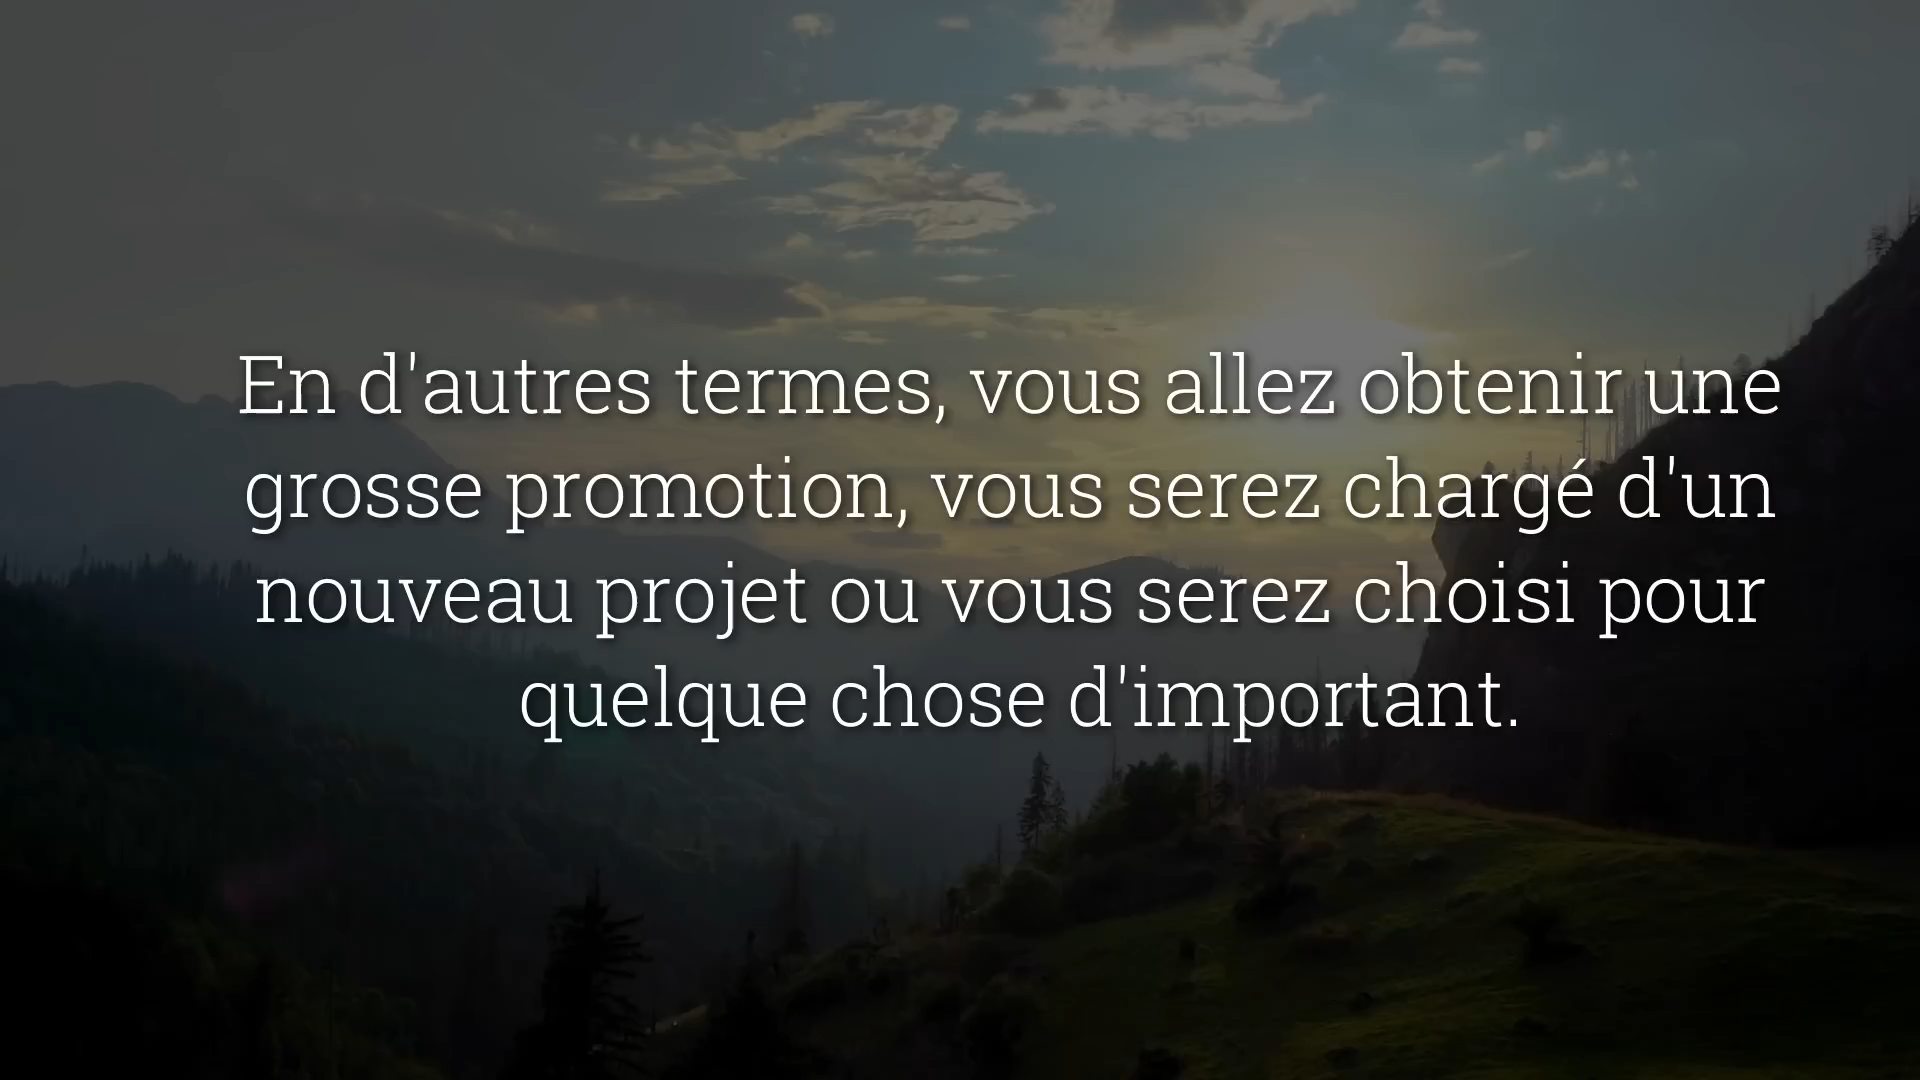 En d'autres termes, vous allez obtenir une
grosse promotion, vous serez chargé d'un
nouveau projet ou vous serez choisi pour
quelque chose d'important.